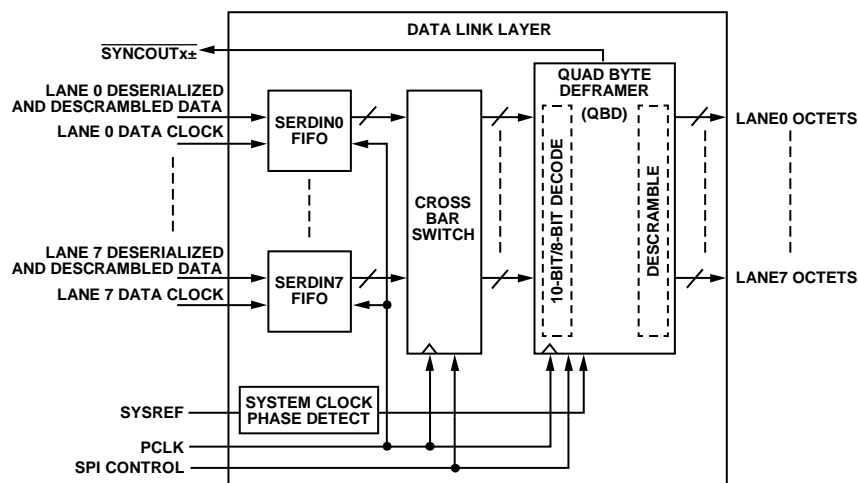 DATA LINK LAYER
SYNCOUTx±
QUAD BYTE
DEFRAMER
(QBD)
LANE 0 DESERIALIZED
AND DESCRAMBLED DATA
LANE 0 DATA CLOCK
SERDIN0
FIFO
LANE0 OCTETS
CROSS
BAR
SWITCH
10-BIT/8-BIT DECODE
DESCRAMBLE
LANE 7 DESERIALIZED
AND DESCRAMBLED DATA
LANE 7 DATA CLOCK
SERDIN7
FIFO
LANE7 OCTETS
SYSREF
SYSTEM CLOCK
PHASE DETECT
PCLK
SPI CONTROL